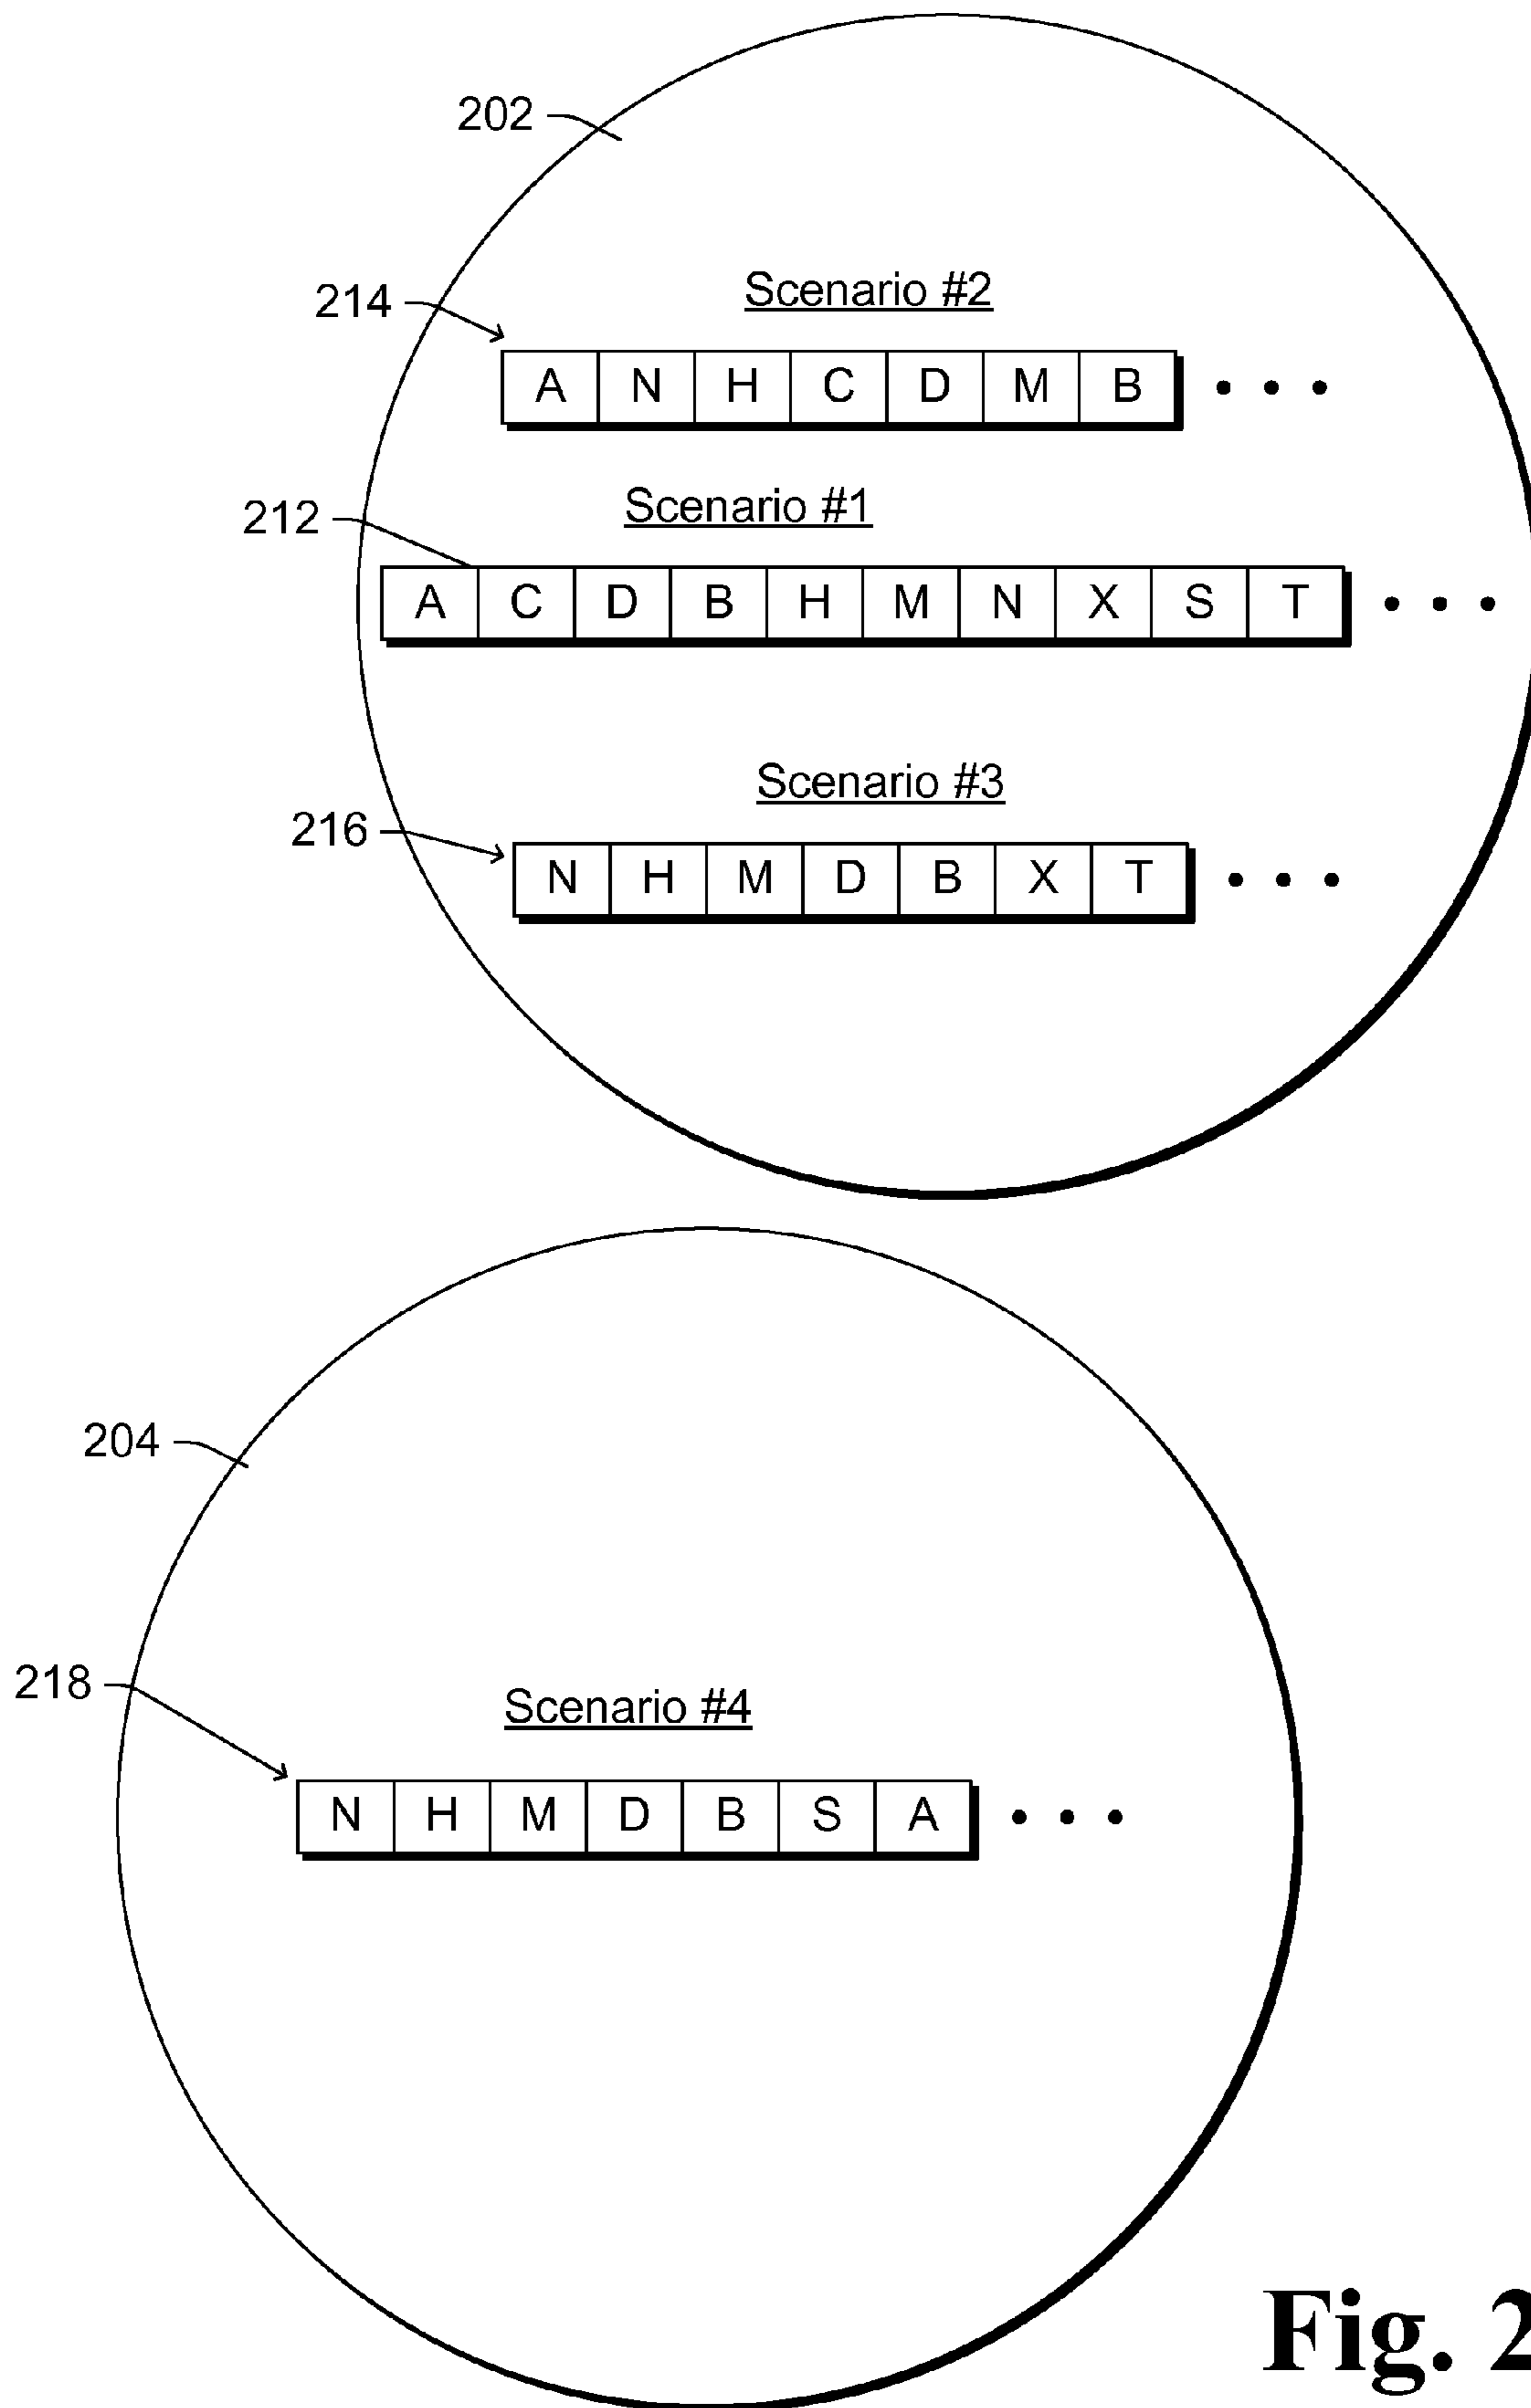 202
Scenario #2
214
A N H C D M B • • •
Scenario #1
212
A C D B H M N X S T • • •
Scenario #3
216
N H M D B X T • • •
204
218
Scenario #4
N H M D B S A • • •
Fig. 2